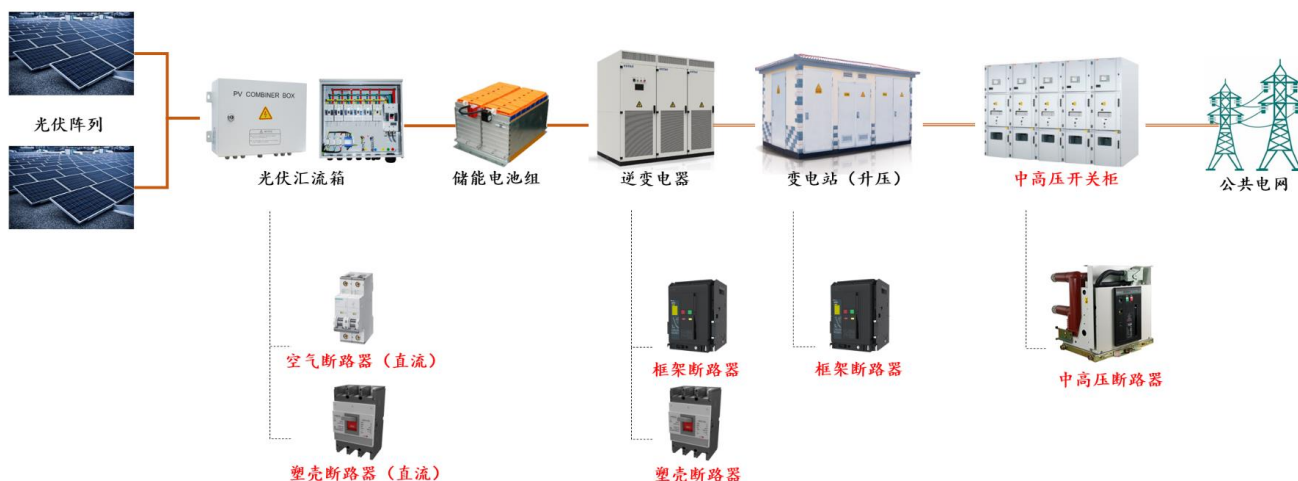 PV COMBINER BOX
光伏阵列
光伏汇流箱
储能电池组
逆变电器
变电站（升压）
中高压开关柜
公共电网
空气断路器（直流）
框架断路器
框架断路器
中高压断路器
塑壳断路器（直流）
塑壳断路器